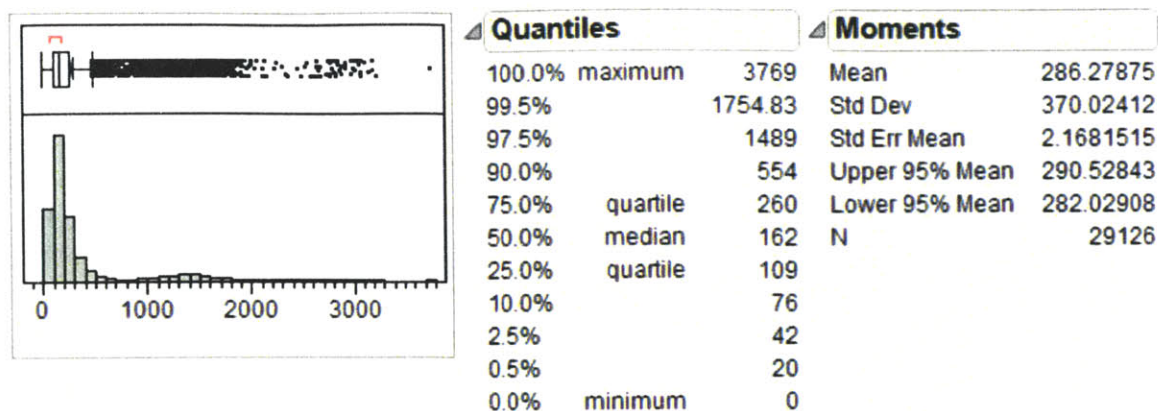 0 1000 2000 3000
Quantiles
100.0% maximum 3769
99.5% 1754.83
97.5% 1489
90.0% 554
75.0% quartile 260
50.0% median 162
25.0% quartile 109
10.0% 76
2.5% 42
0.5% 20
0.0% minimum 0
Moments
Mean 286.27875
Std Dev 370.02412
Std Err Mean 2.1681515
Upper 95% Mean 290.52843
Lower 95% Mean 282.02908
N 29126